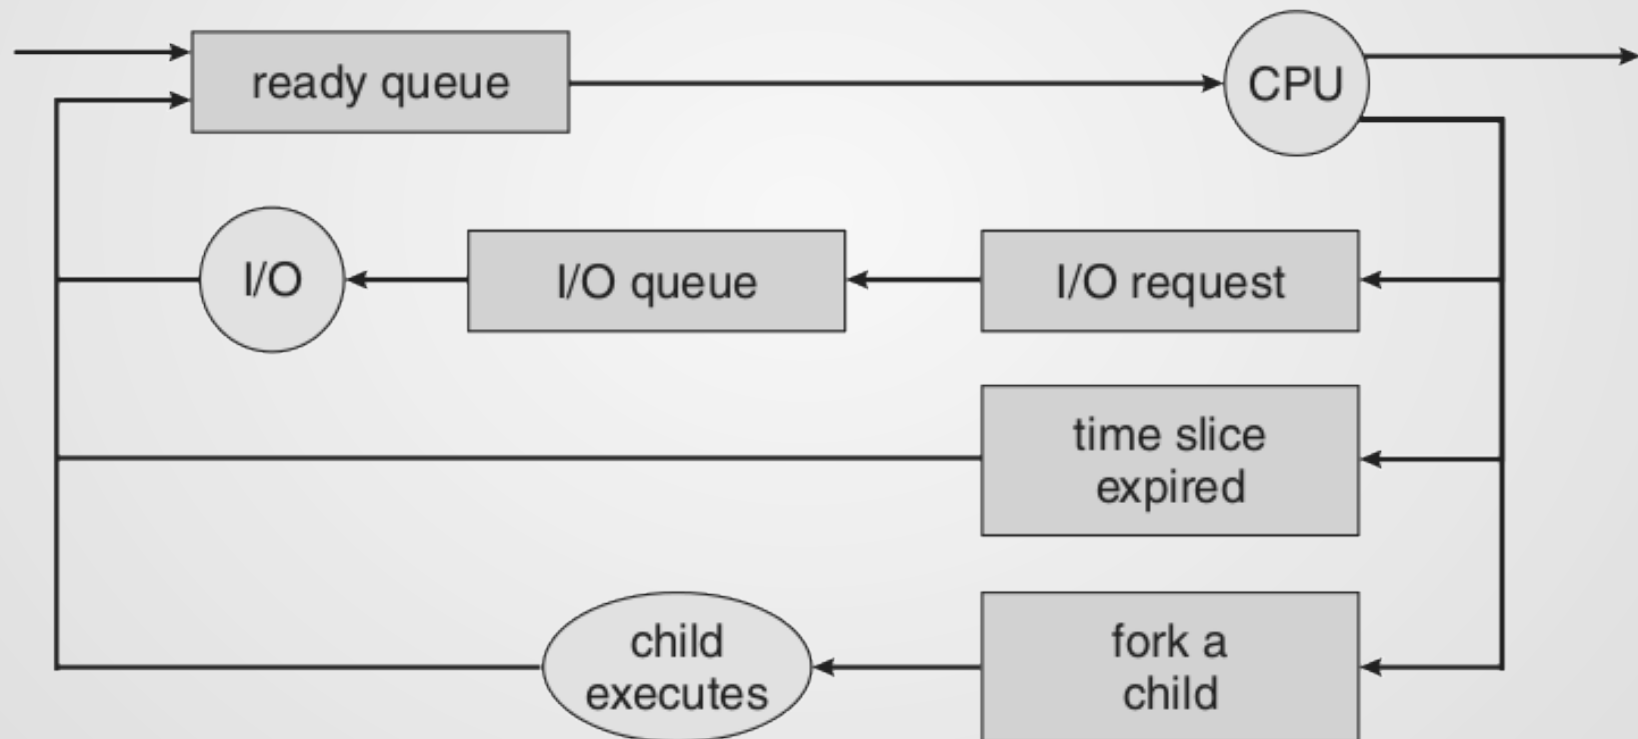 ready queue
CPU
I/O
I/O queue
I/O request
time slice
expired
child
executes
fork a
child